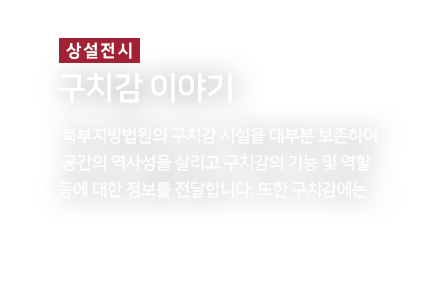 상설전시
구치감 이야기
북부지방법원의 구치감 시설을 대부분 보존하여
공간의 역사성을 살리고 구치감의 기능 및 역할
등에 대한 정보를 전달합니다. 또한 구치감에는 ...